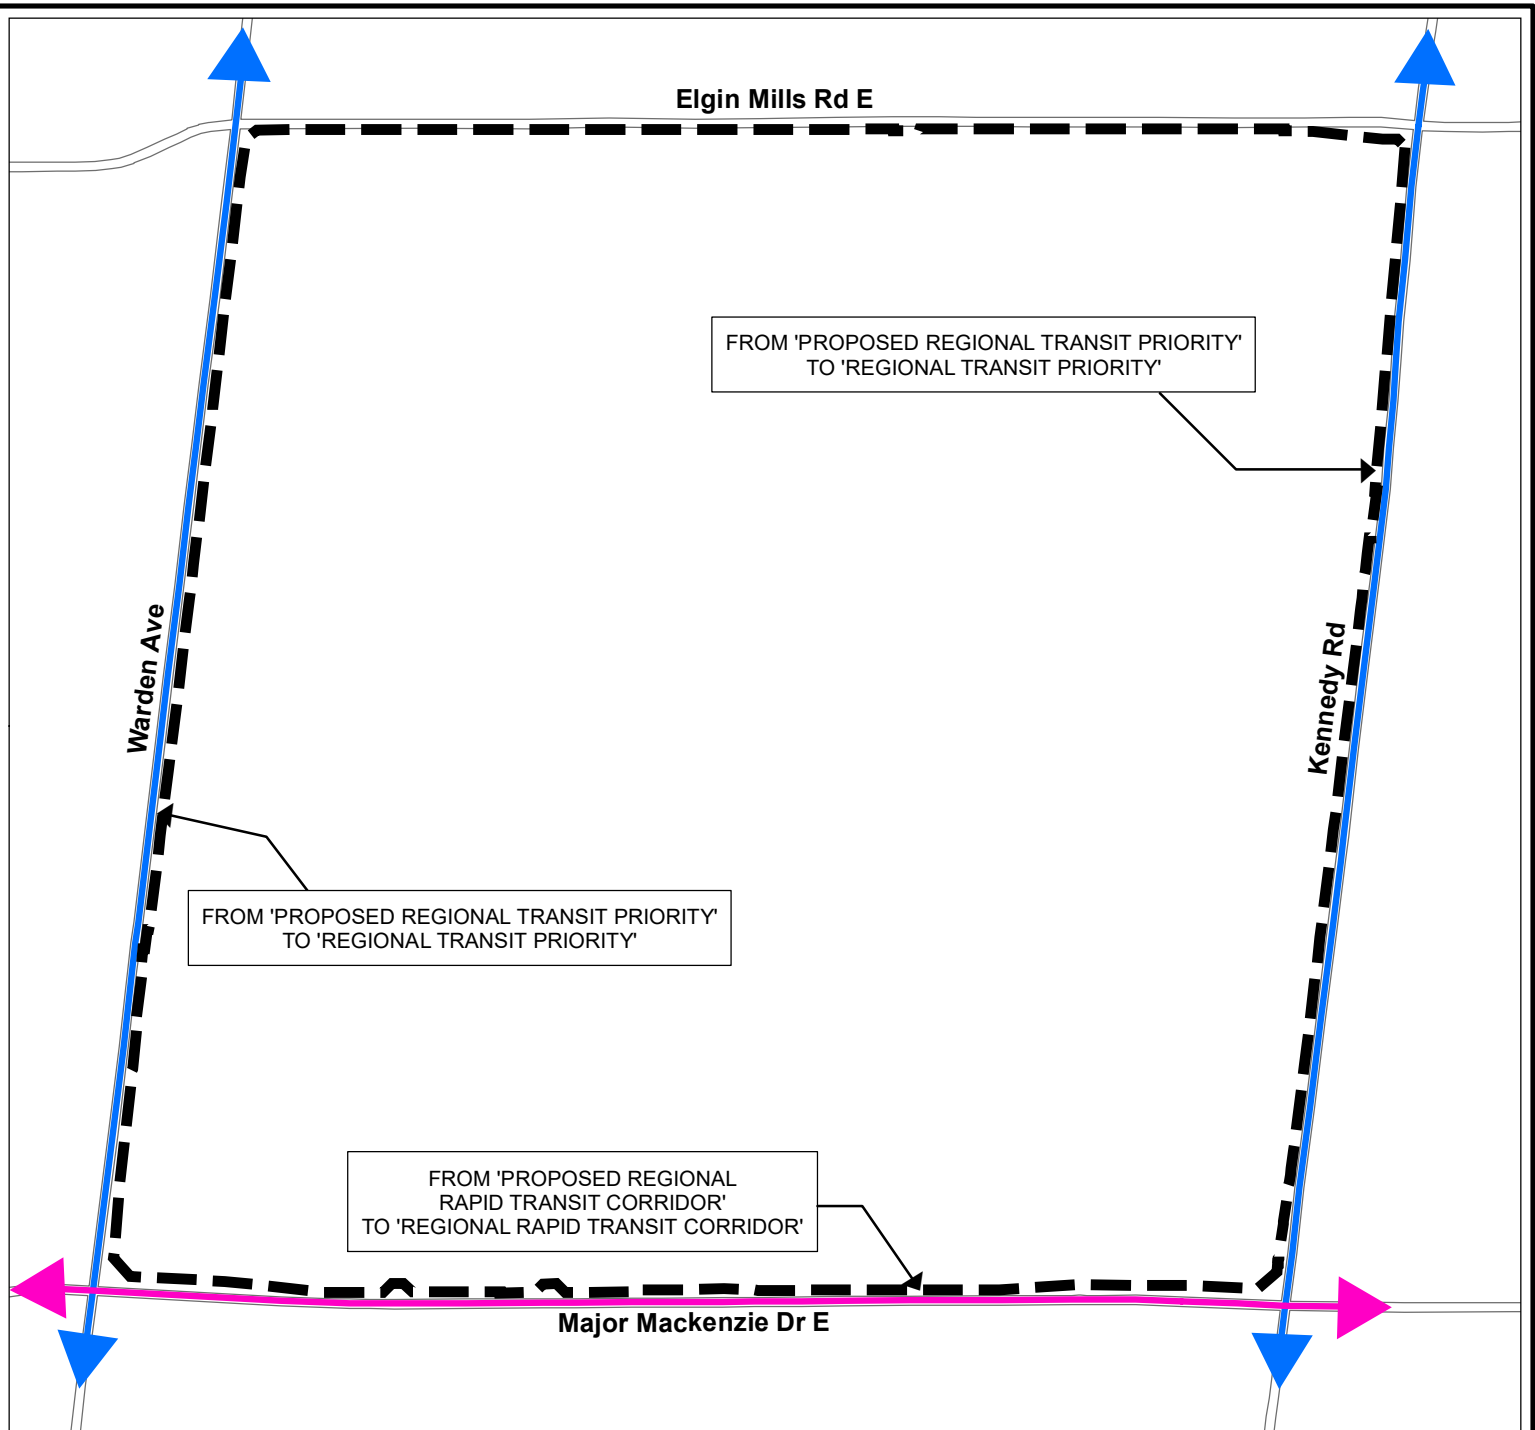 Elgin Mills Rd E
FROM 'PROPOSED REGIONAL TRANSIT PRIORITY'
TO 'REGIONAL TRANSIT PRIORITY'
Warden Ave
Kennedy Rd
FROM 'PROPOSED REGIONAL TRANSIT PRIORITY'
TO 'REGIONAL TRANSIT PRIORITY'
FROM 'PROPOSED REGIONAL
RAPID TRANSIT CORRIDOR'
TO 'REGIONAL RAPID TRANSIT CORRIDOR'
Major Mackenzie Dr E